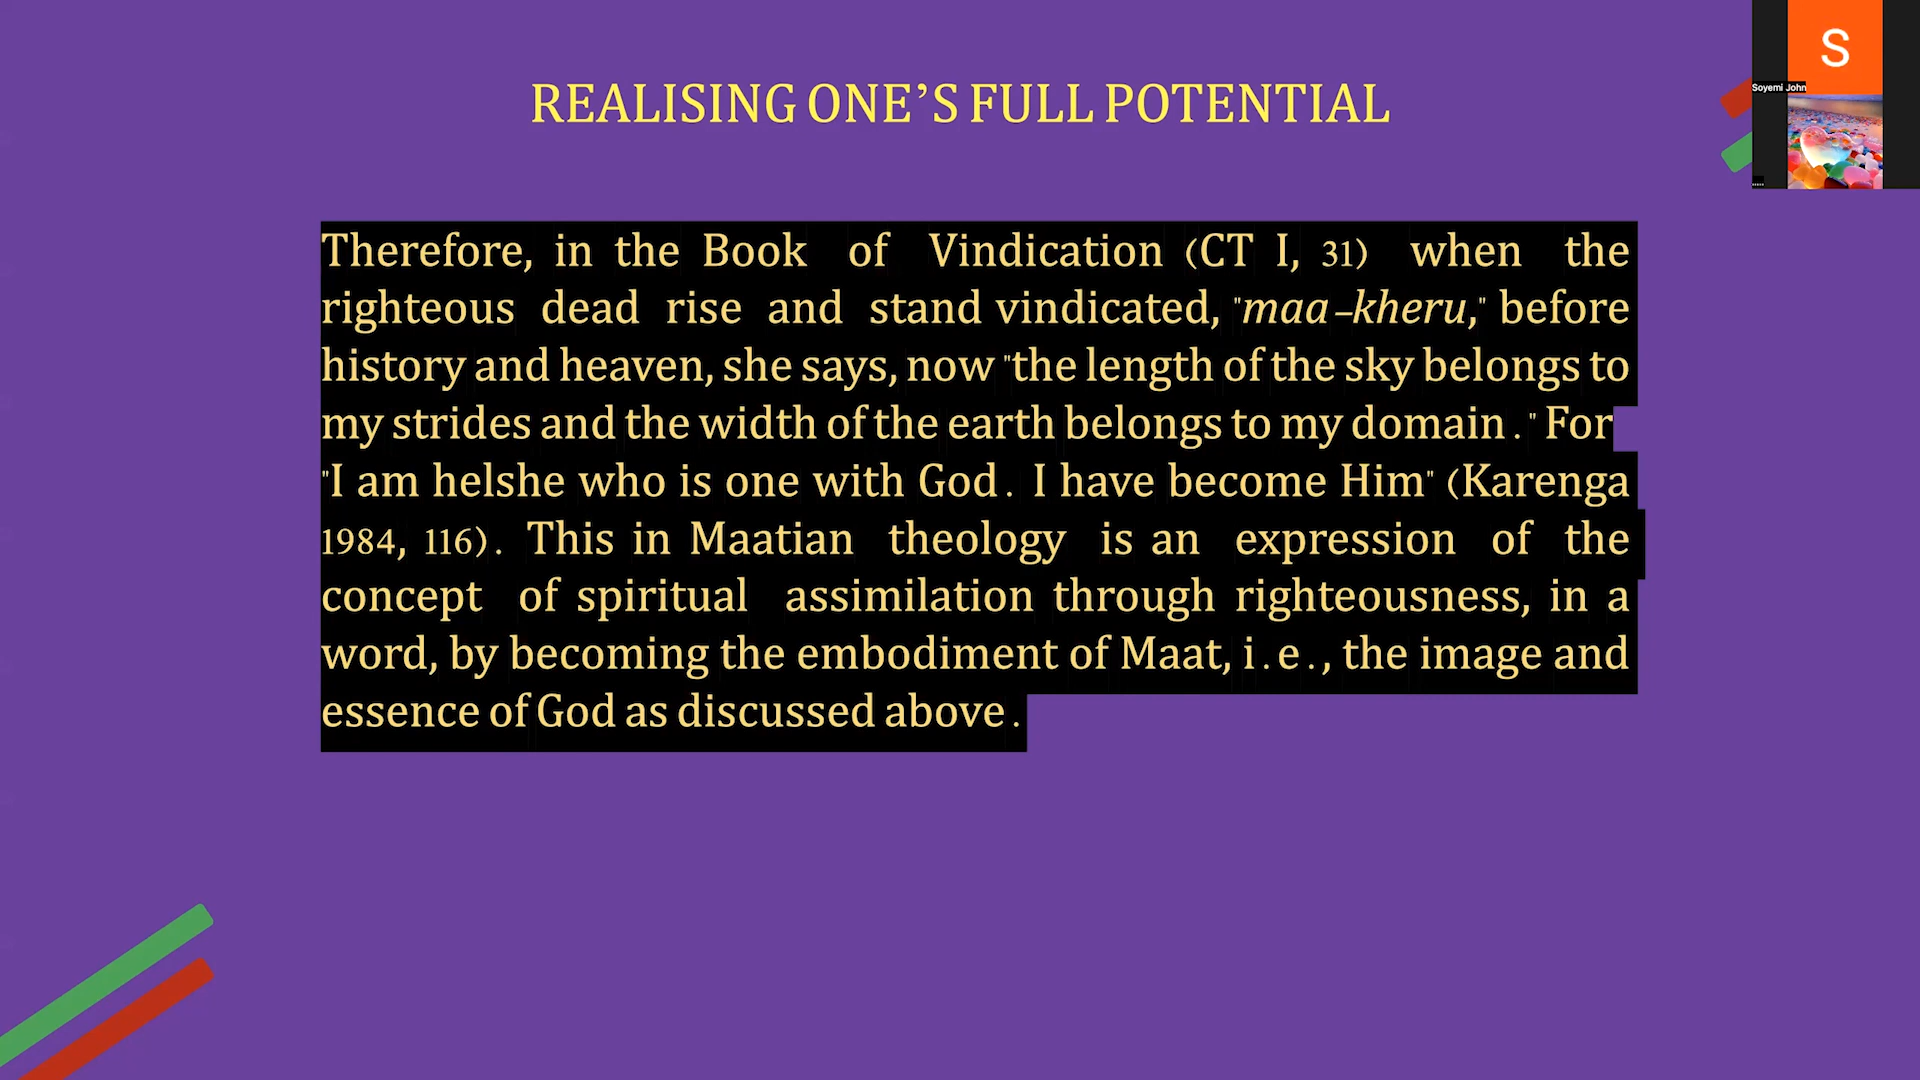 REALISING ONE’S FULL POTENTIAL
S
Soyemi John
.....
Therefore, in the Book of Vindication (CT I, 31) when the
righteous dead rise and stand vindicated, "maa–kheru," before
history and heaven, she says, now "the length of the sky belongs to
my strides and the width of the earth belongs to my domain." For
"I am helshe who is one with God. I have become Him" (Karenga
1984, 116). This in Maatian theology is an expression of the
concept of spiritual assimilation through righteousness, in a
word, by becoming the embodiment of Maat, i.e., the image and
essence of God as discussed above.